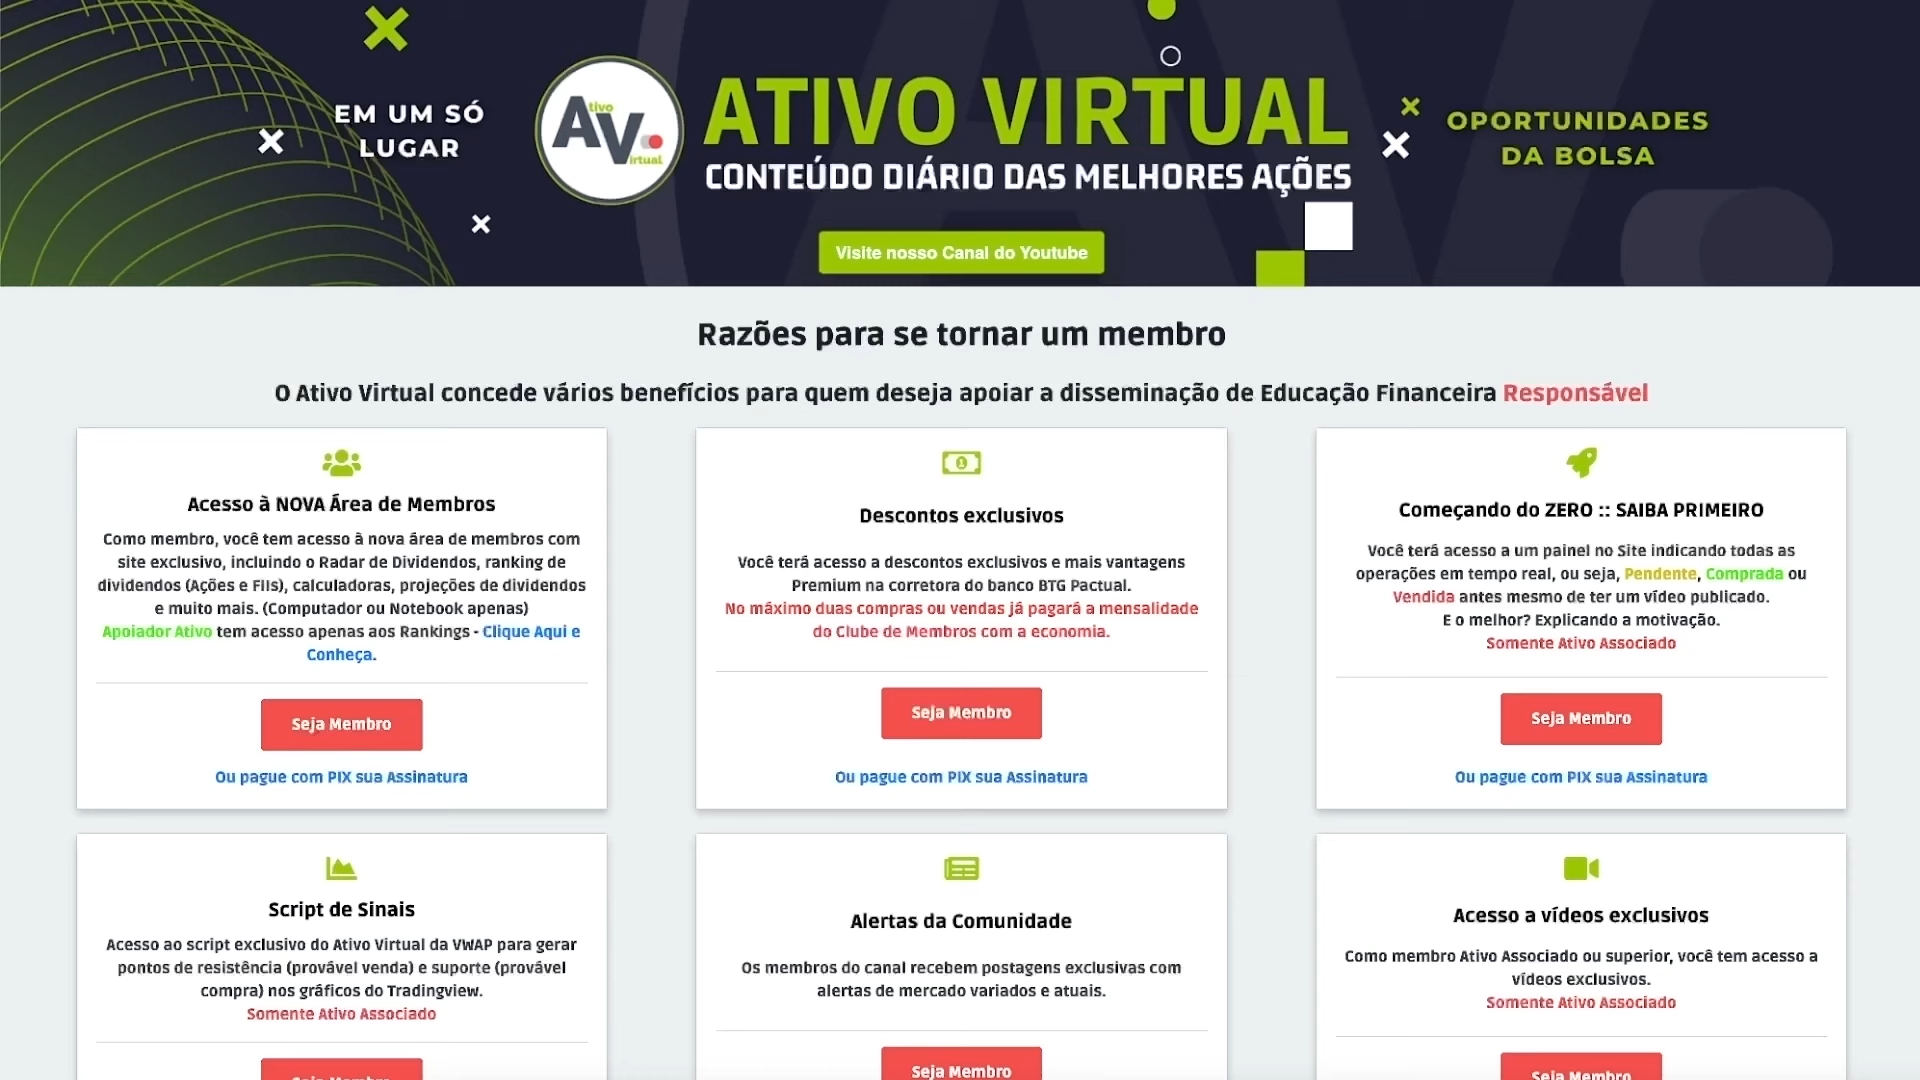 EM UM SÓ
LUGAR
Ativo
Virtual
ATIVO VIRTUAL
CONTEÚDO DIÁRIO DAS MELHORES AÇÕES
OPORTUNIDADES
DA BOLSA
Visite nosso Canal do Youtube
Razões para se tornar um membro
O Ativo Virtual concede vários benefícios para quem deseja apoiar a disseminação de Educação Financeira Responsável
Acesso à NOVA Área de Membros
Como membro, você tem acesso à nova área de membros com
site exclusivo, incluindo o Radar de Dividendos, ranking de
dividendos (Ações e FIIs), calculadoras, projeções de dividendos
e muito mais. (Computador ou Notebook apenas)
Apoiador Ativo tem acesso apenas aos Rankings - Clique Aqui e
Conheça.
Seja Membro
Ou pague com PIX sua Assinatura
Descontos exclusivos
Você terá acesso a descontos exclusivos e mais vantagens
Premium na corretora do banco BTG Pactual.
No máximo duas compras ou vendas já pagará a mensalidade
do Clube de Membros com a economia.
Seja Membro
Ou pague com PIX sua Assinatura
Começando do ZERO :: SAIBA PRIMEIRO
Você terá acesso a um painel no Site indicando todas as
operações em tempo real, ou seja, Pendente, Comprada ou
Vendida antes mesmo de ter um vídeo publicado.
E o melhor? Explicando a motivação.
Somente Ativo Associado
Seja Membro
Ou pague com PIX sua Assinatura
Script de Sinais
Acesso ao script exclusivo do Ativo Virtual da VWAP para gerar
pontos de resistência (provável venda) e suporte (provável
compra) nos gráficos do Tradingview.
Somente Ativo Associado
Seja Membro
Alertas da Comunidade
Os membros do canal recebem postagens exclusivas com
alertas de mercado variados e atuais.
Seja Membro
Acesso a vídeos exclusivos
Como membro Ativo Associado ou superior, você tem acesso a
vídeos exclusivos.
Somente Ativo Associado
Seja Membro